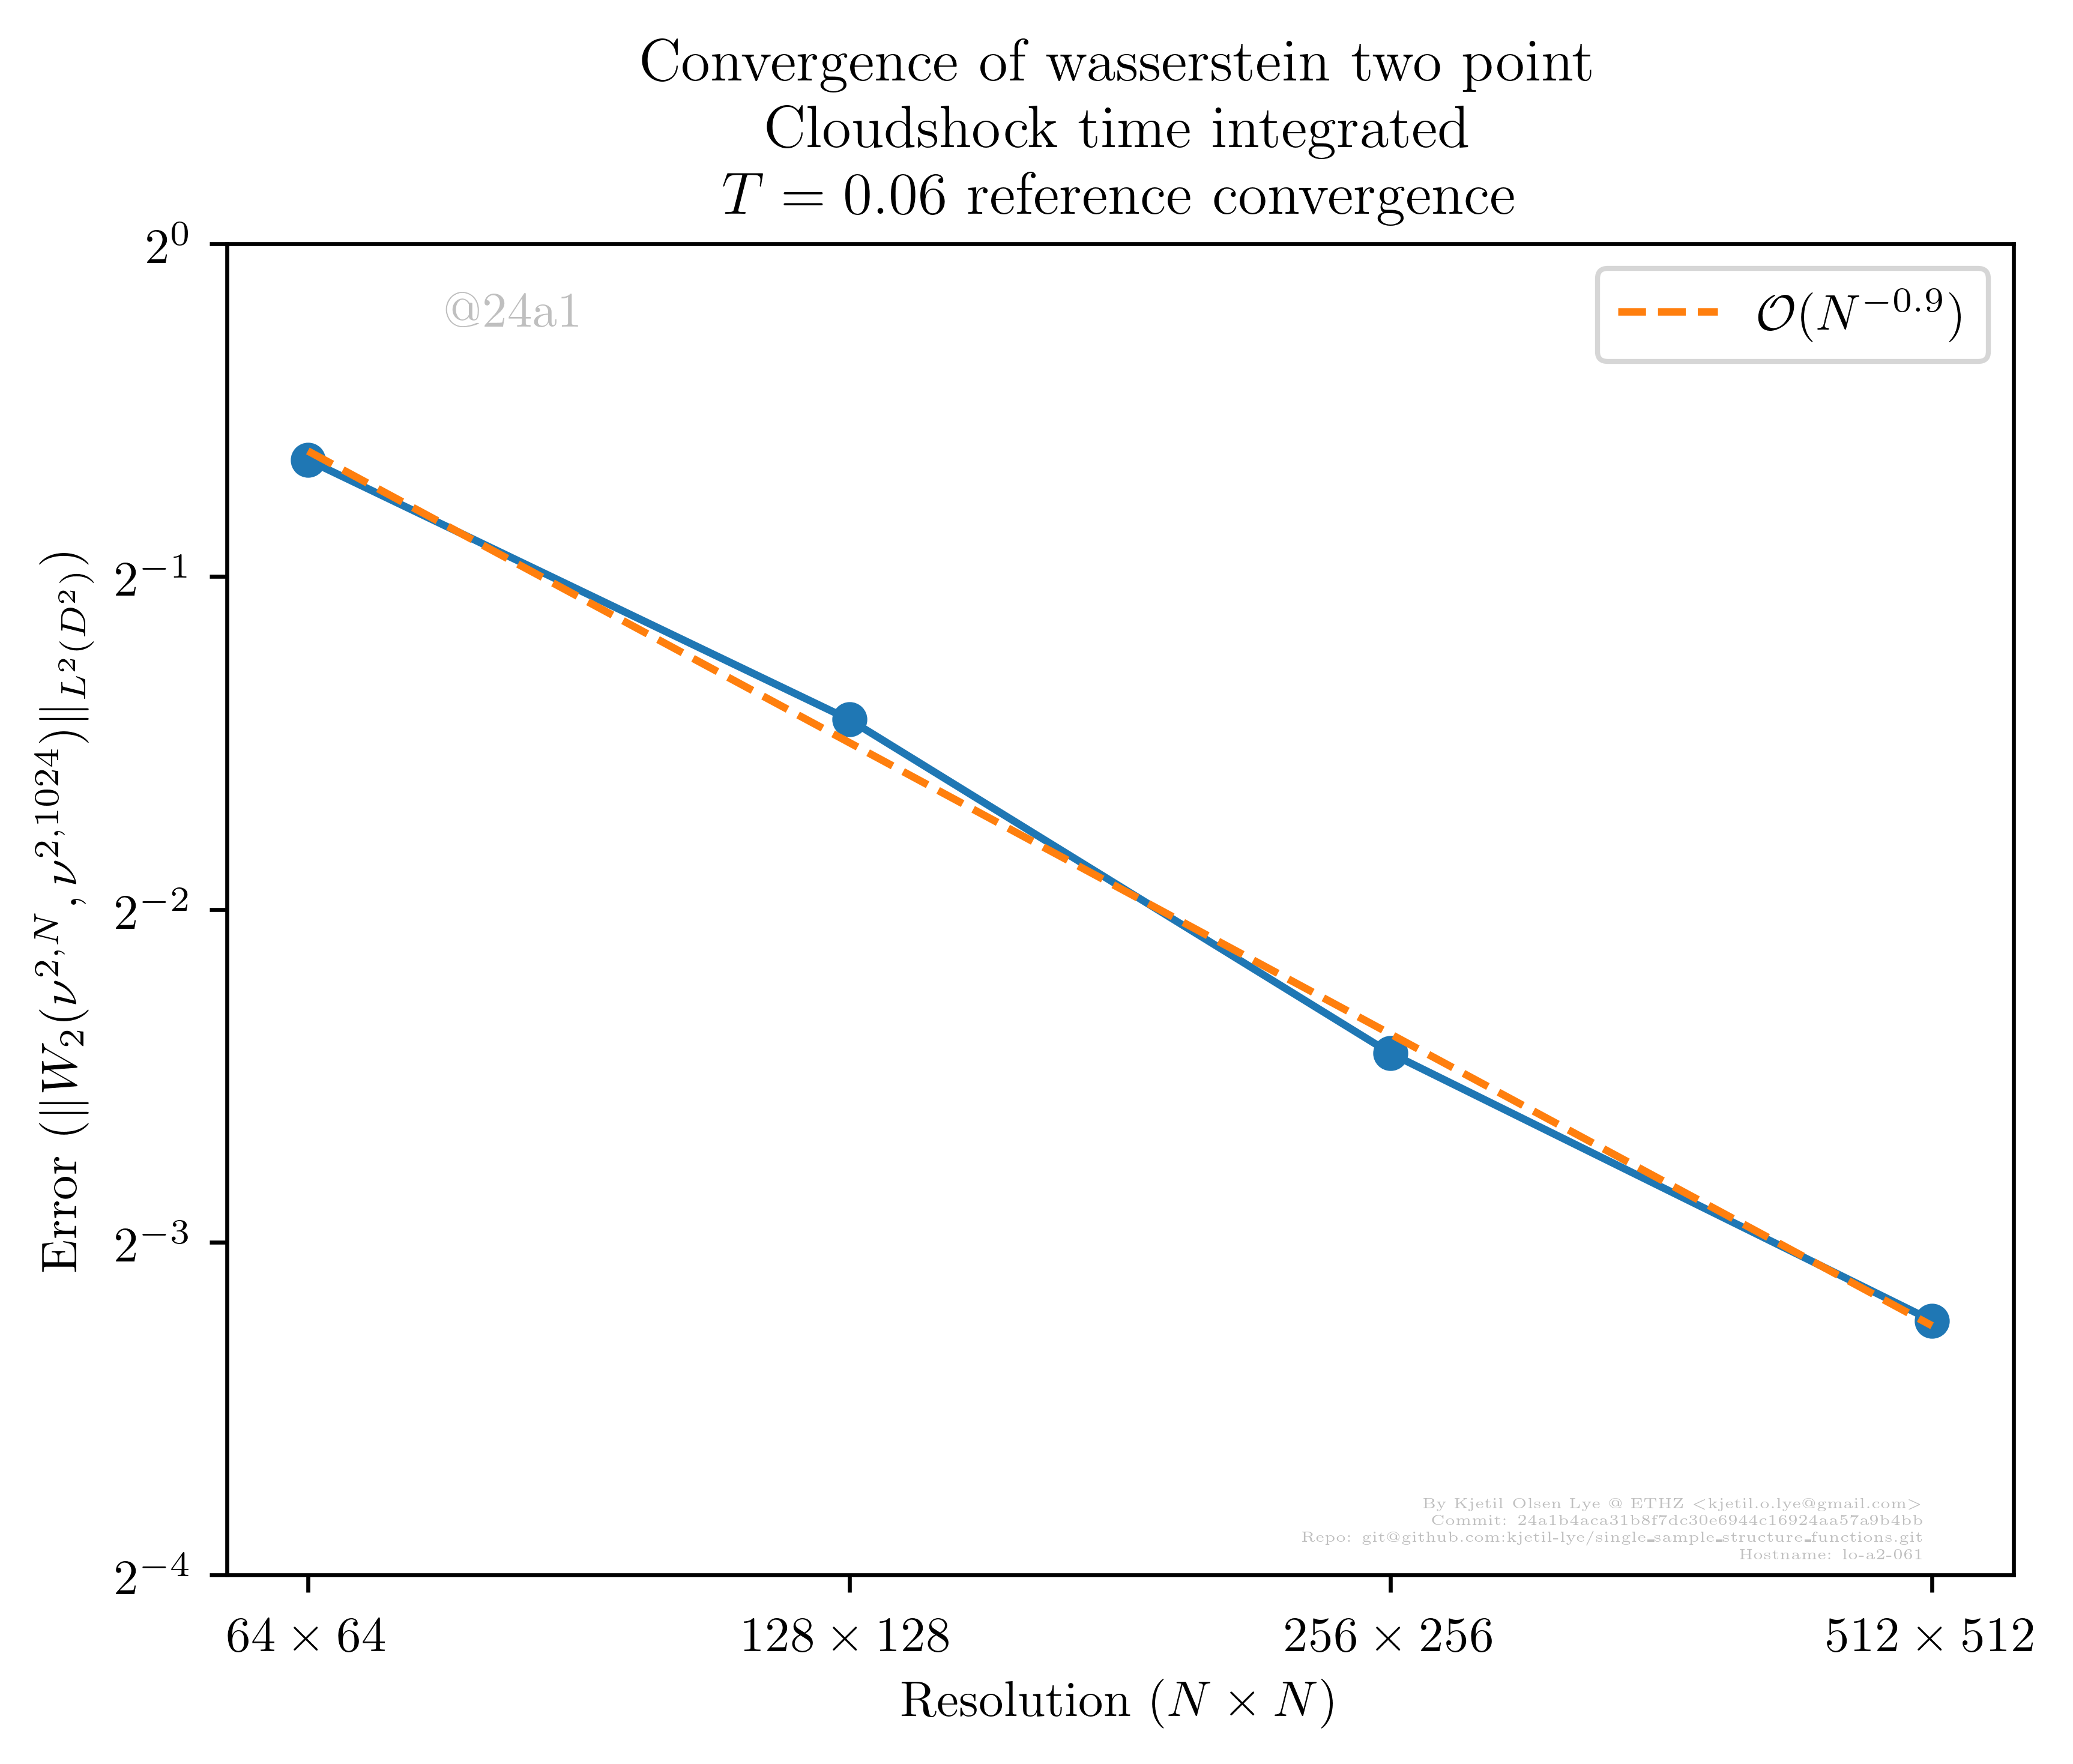 Convergence of wasserstein two point
Cloudshock time integrated
T = 0.06 reference convergence
2^0
@24a1
O(N^{-0.9})
2^{-1}
2^{-2}
2^{-3}
2^{-4}
Error (||W_2(ν^{2,N}, ν^{2,1024})||_{L^2(D^2)})
By Kjetil Olsen Lye @ ETHZ <kjetil.o.lye@gmail.com>
Commit: 24a1b4aca31b8f7dc30e6944c16924aa57a9b4bb
Repo: git@github.com:kjetil-lye/single_sample_structure_functions.git
Hostname: lo-a2-061
64 × 64 128 × 128 256 × 256 512 × 512
Resolution (N × N)